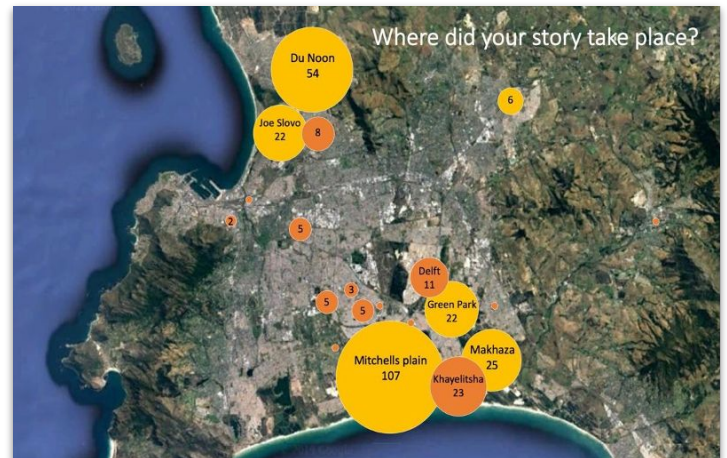 Where did your story take place?
Du Noon
54
6
Joe Slovo
22
8
2
5
Delft
11
3
5
5
Green Park
22
Mitchells plain
107
Makhaza
25
Khayelitsha
23